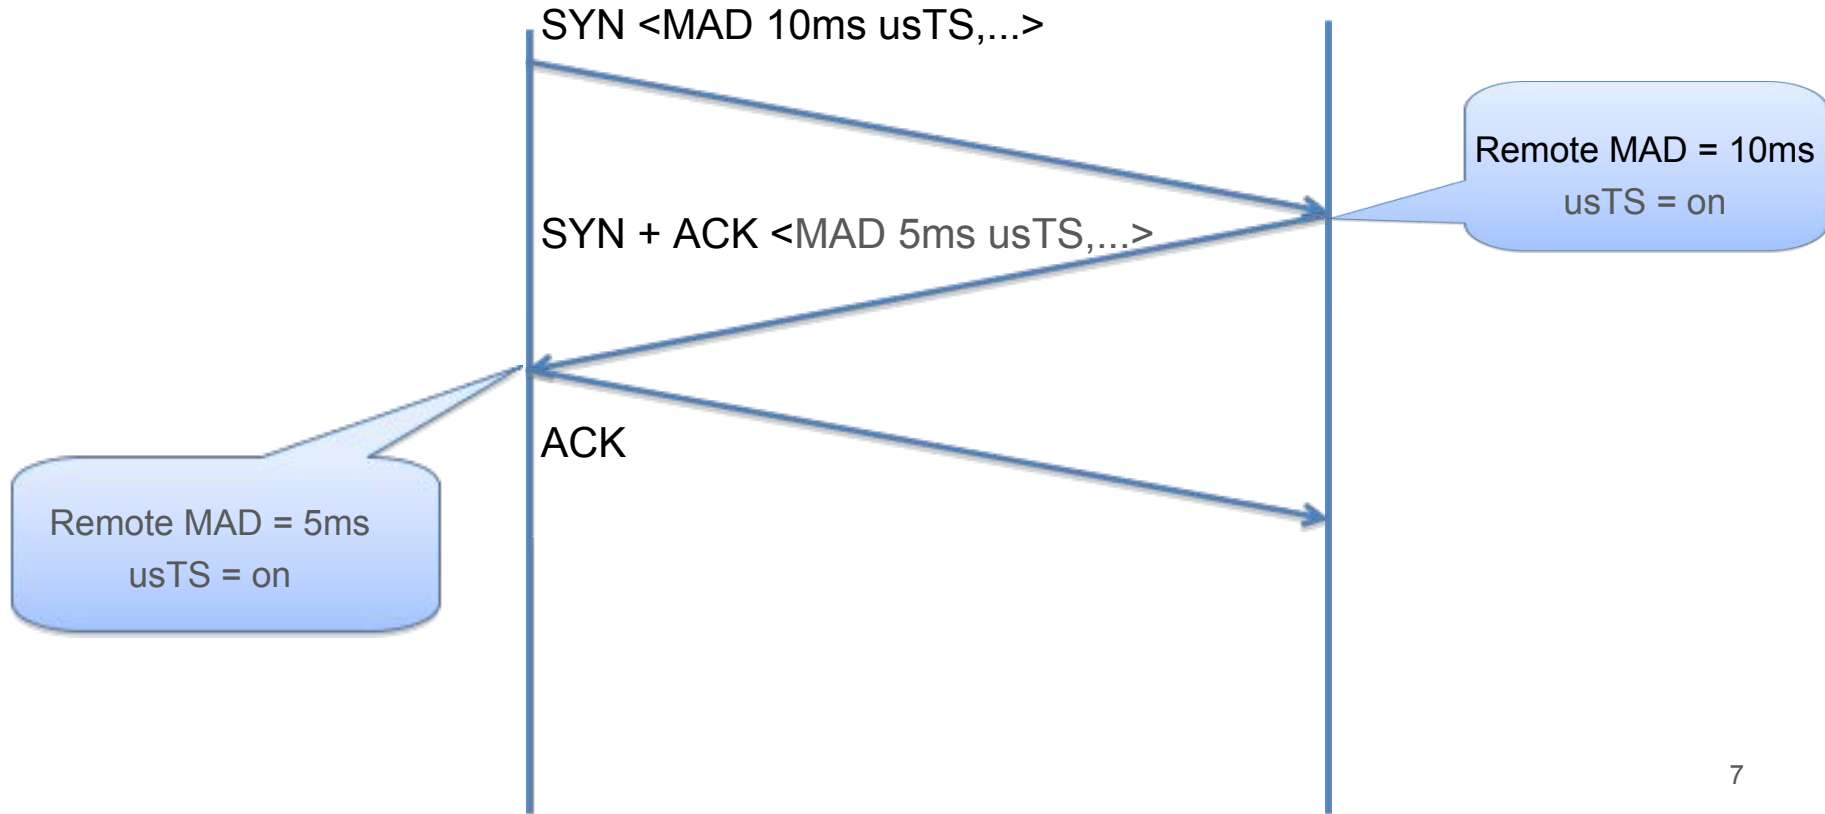 SYN <MAD 10ms usTS,...>
Remote MAD = 10ms
usTS = on
SYN + ACK <MAD 5ms usTS,...>
ACK
Remote MAD = 5ms
usTS = on
7